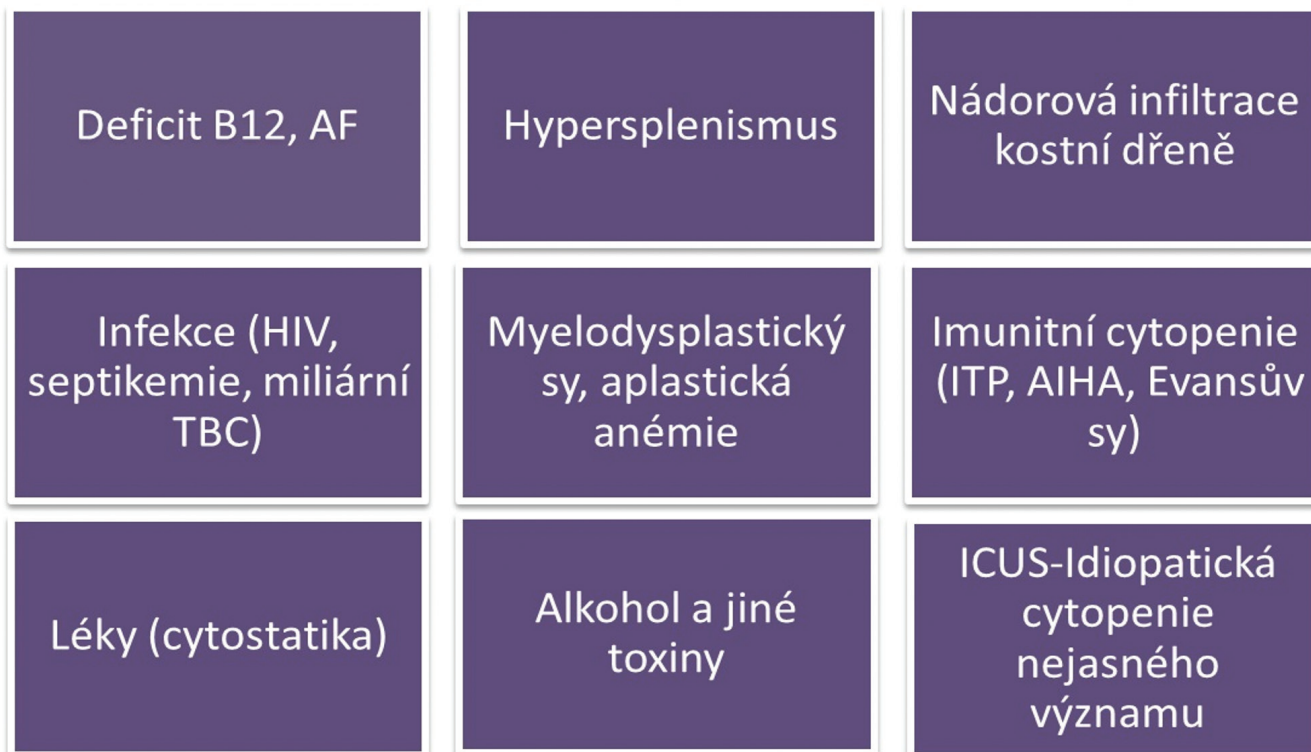 Deficit B12, AF
Hypersplenismus
Nádorová infiltrace
kostní dřeně
Infekce (HIV,
septikemie, miliární
TBC)
Myelodysplastický
sy, aplastická
anémie
Imunitní cytopenie
(ITP, AIHA, Evansův
sy)
Léky (cytostatika)
Alkohol a jiné
toxiny
ICUS-Idiopatická
cytopenie
nejasného
významu